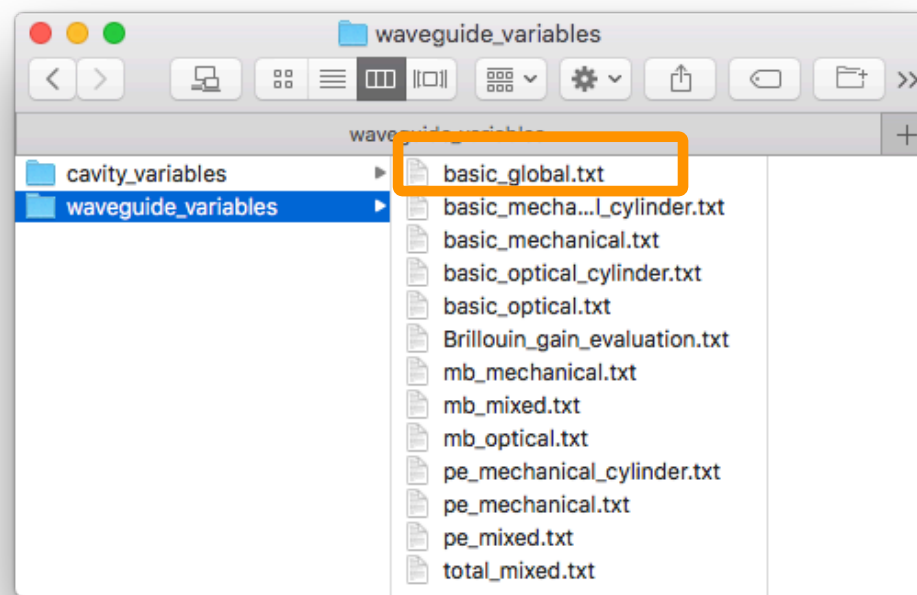 waveguide_variables
waveguide_variables
cavity_variables
waveguide_variables
basic_global.txt
basic_mecha...l_cylinder.txt
basic_mechanical.txt
basic_optical_cylinder.txt
basic_optical.txt
Brillouin_gain_evaluation.txt
mb_mechanical.txt
mb_mixed.txt
mb_optical.txt
pe_mechanical_cylinder.txt
pe_mechanical.txt
pe_mixed.txt
total_mixed.txt